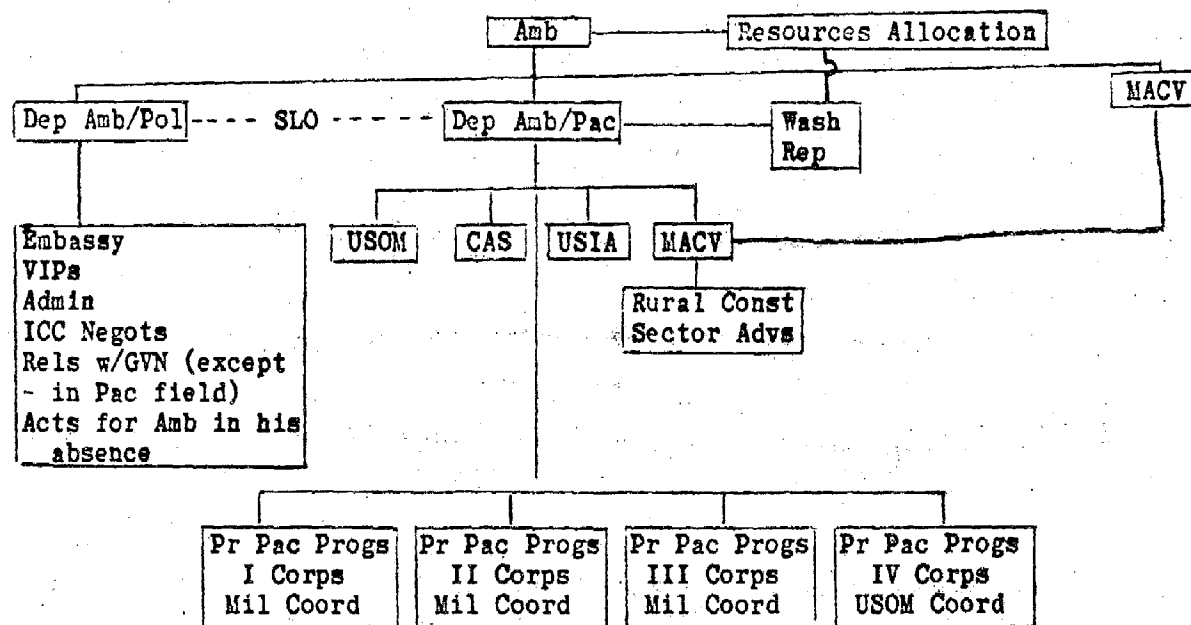 Amb
Resources Allocation
MACV
Dep Amb/Pol
SLO
Dep Amb/Pac
Wash
Rep
Embassy
VIPs
Admin
ICC Negots
Rels w/GVN (except
- in Pac field)
Acts for Amb in his
absence
USOM
CAS
USIA
MACV
Rural Const
Sector Advs
Pr Pac Progs
I Corps
Mil Coord
Pr Pac Progs
II Corps
Mil Coord
Pr Pac Progs
III Corps
Mil Coord
Pr Pac Progs
IV Corps
USOM Coord